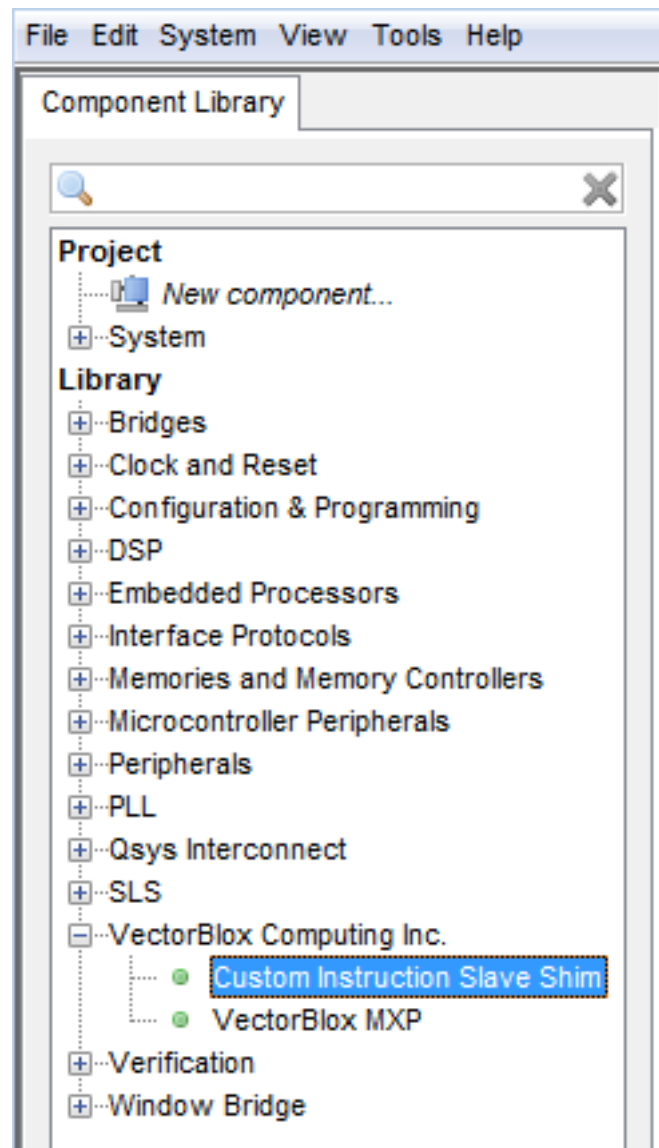 File Edit System View Tools Help
Component Library
Project
New component...
System
Library
Bridges
Clock and Reset
Configuration & Programming
DSP
Embedded Processors
Interface Protocols
Memories and Memory Controllers
Microcontroller Peripherals
Peripherals
PLL
Qsys Interconnect
SLS
VectorBlox Computing Inc.
Custom Instruction Slave Shim
VectorBlox MXP
Verification
Window Bridge